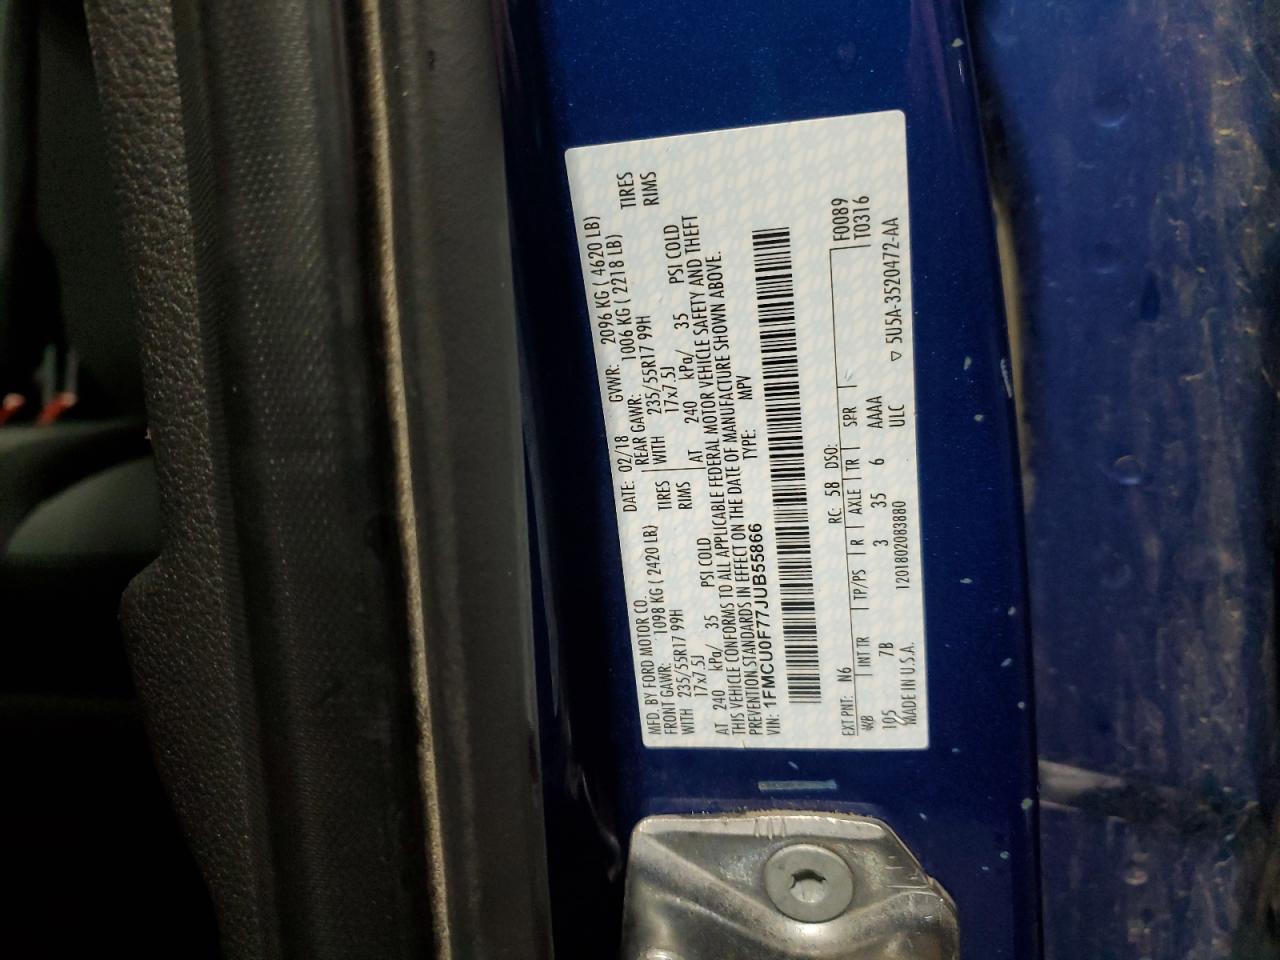 MFD. BY FORD MOTOR CO. DATE: 02/18 GVWR: 2096 KG ( 4620 LB)
FRONT GAWR: 1098 KG ( 2420 LB) REAR GAWR: 1006 KG ( 2218 LB)
WITH 235/55R17 99H TIRES WITH 235/55R17 99H TIRES
17x7.5J RIMS 17x7.5J RIMS
AT 240 kPa/ 35 PSI COLD AT 240 kPa/ 35 PSI COLD
THIS VEHICLE CONFORMS TO ALL APPLICABLE FEDERAL MOTOR VEHICLE SAFETY AND THEFT
PREVENTION STANDARDS IN EFFECT ON THE DATE OF MANUFACTURE SHOWN ABOVE.
VIN: 1FMCU0F77JUB55866 TYPE: MPV
F0089
EXT PNT: N6 RC: 58 DSO: T0316
WB INT TR TP/PS R AXLE TR SPR
105 7B 3 35 6 AAAA
MADE IN U.S.A. 1201802083880 ULC ▽ 5U5A-3520472-AA